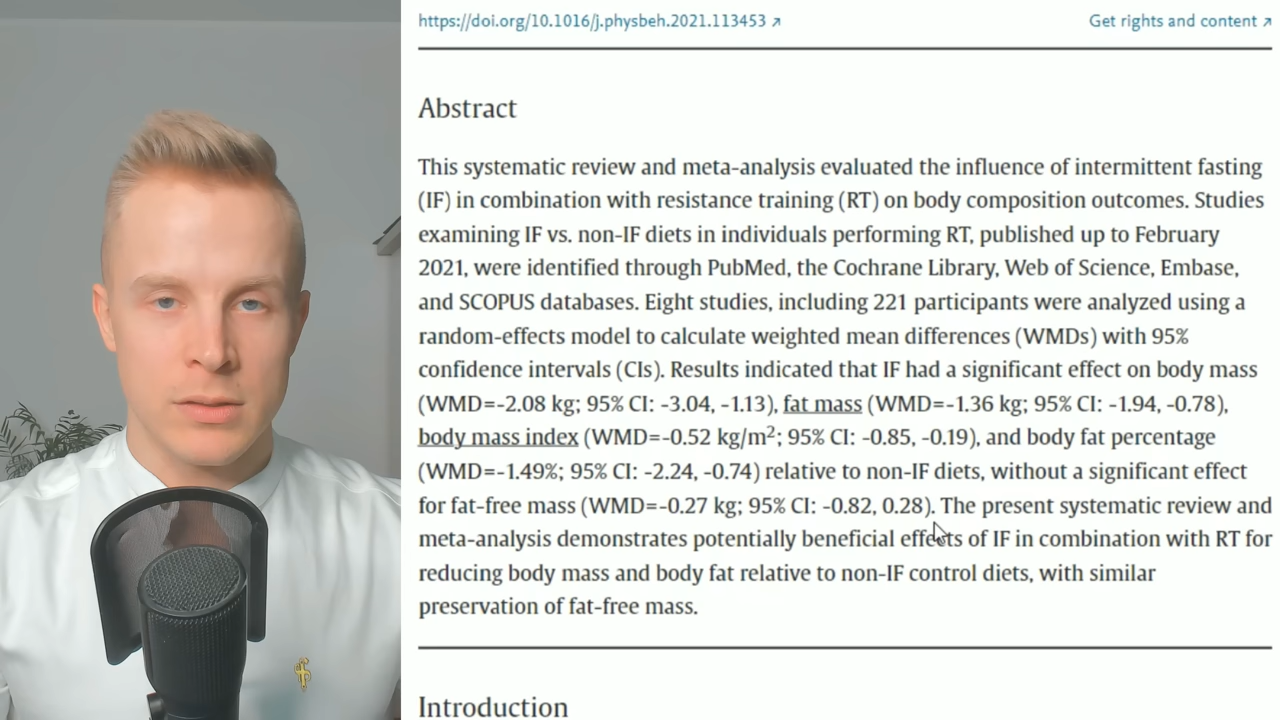 https://doi.org/10.1016/j.physbeh.2021.113453 ↗
Get rights and content ↗
Abstract
This systematic review and meta-analysis evaluated the influence of intermittent fasting
(IF) in combination with resistance training (RT) on body composition outcomes. Studies
examining IF vs. non-IF diets in individuals performing RT, published up to February
2021, were identified through PubMed, the Cochrane Library, Web of Science, Embase,
and SCOPUS databases. Eight studies, including 221 participants were analyzed using a
random-effects model to calculate weighted mean differences (WMDs) with 95%
confidence intervals (CIs). Results indicated that IF had a significant effect on body mass
(WMD=-2.08 kg; 95% CI: -3.04, -1.13), fat mass (WMD=-1.36 kg; 95% CI: -1.94, -0.78),
body mass index (WMD=-0.52 kg/m²; 95% CI: -0.85, -0.19), and body fat percentage
(WMD=-1.49%; 95% CI: -2.24, -0.74) relative to non-IF diets, without a significant effect
for fat-free mass (WMD=-0.27 kg; 95% CI: -0.82, 0.28). The present systematic review and
meta-analysis demonstrates potentially beneficial effects of IF in combination with RT for
reducing body mass and body fat relative to non-IF control diets, with similar
preservation of fat-free mass.
Introduction